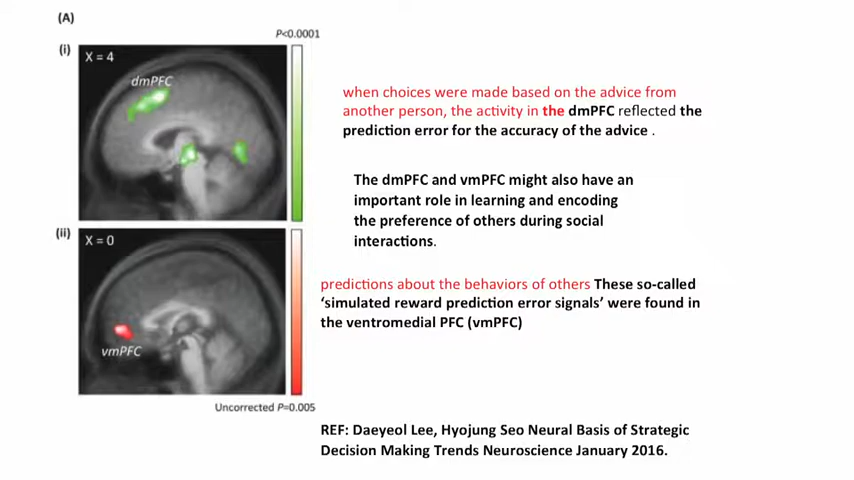 (A)
P<0.0001
(i)
X = 4
dmPFC
when choices were made based on the advice from
another person, the activity in the dmPFC reflected the
prediction error for the accuracy of the advice .
The dmPFC and vmPFC might also have an
important role in learning and encoding
the preference of others during social
interactions.
(ii)
X = 0
vmPFC
predictions about the behaviors of others These so-called
‘simulated reward prediction error signals’ were found in
the ventromedial PFC (vmPFC)
Uncorrected P=0.005
REF: Daeyeol Lee, Hyojung Seo Neural Basis of Strategic
Decision Making Trends Neuroscience January 2016.